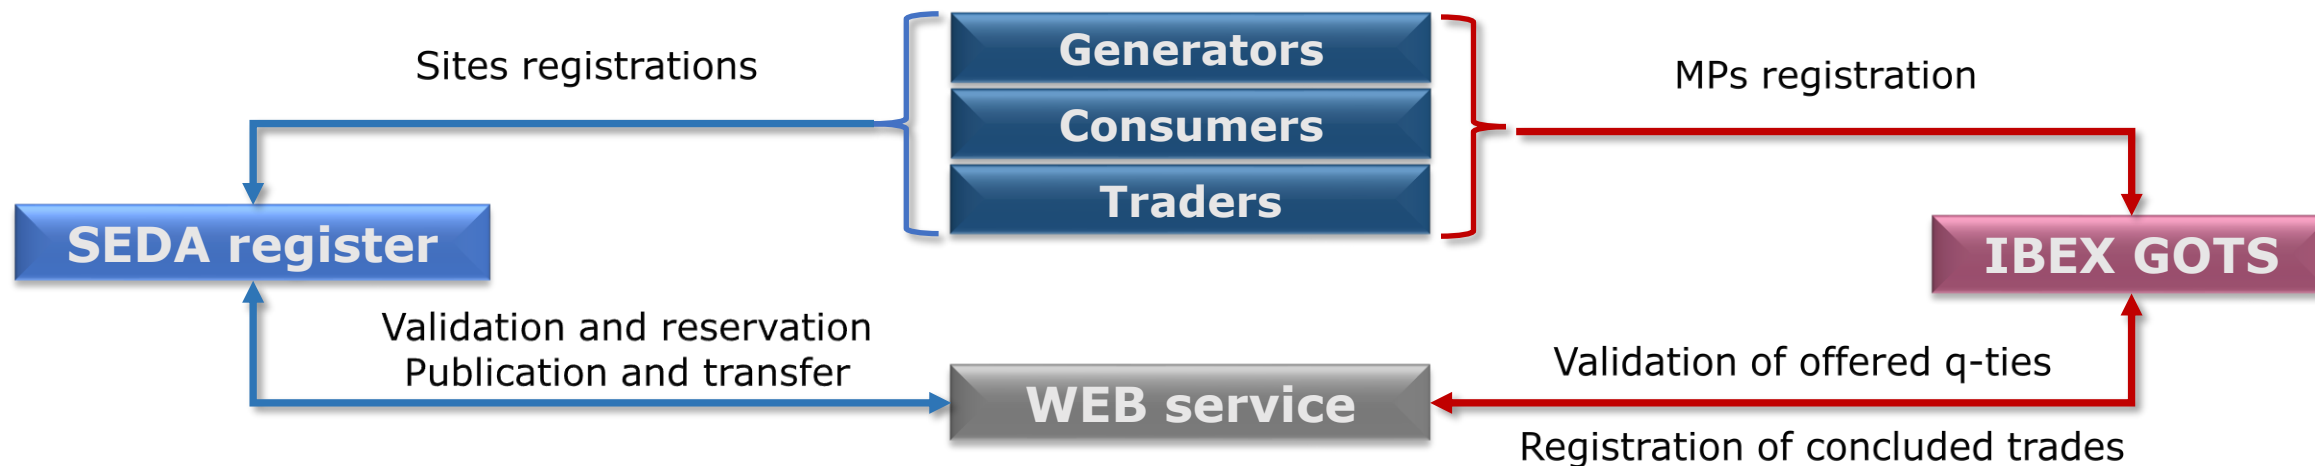 Generators
Sites registrations
MPs registration
Consumers
Traders
SEDA register
IBEX GOTS
Validation and reservation
Publication and transfer
Validation of offered q-ties
WEB service
Registration of concluded trades